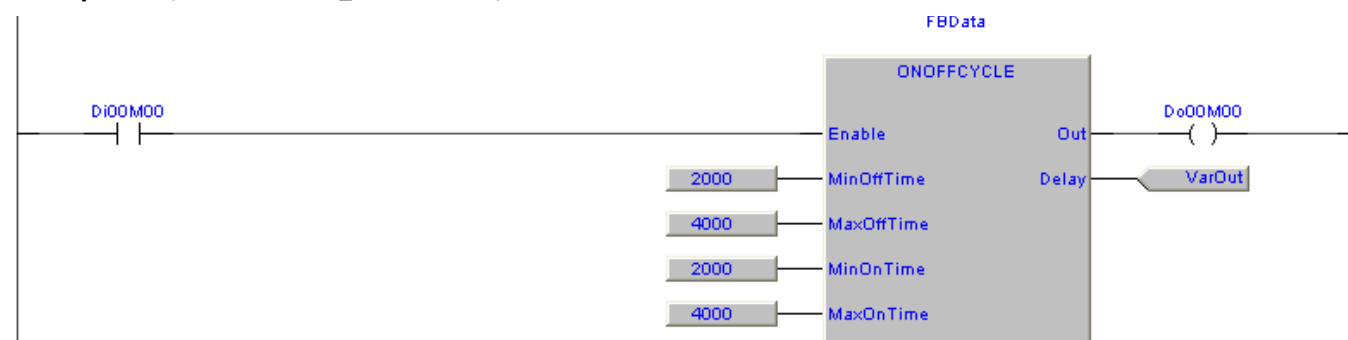 FBData
ONOFFCYCLE
Di00M00
Do00M00
Enable Out
2000 MinOffTime Delay VarOut
4000 MaxOffTime
2000 MinOnTime
4000 MaxOnTime